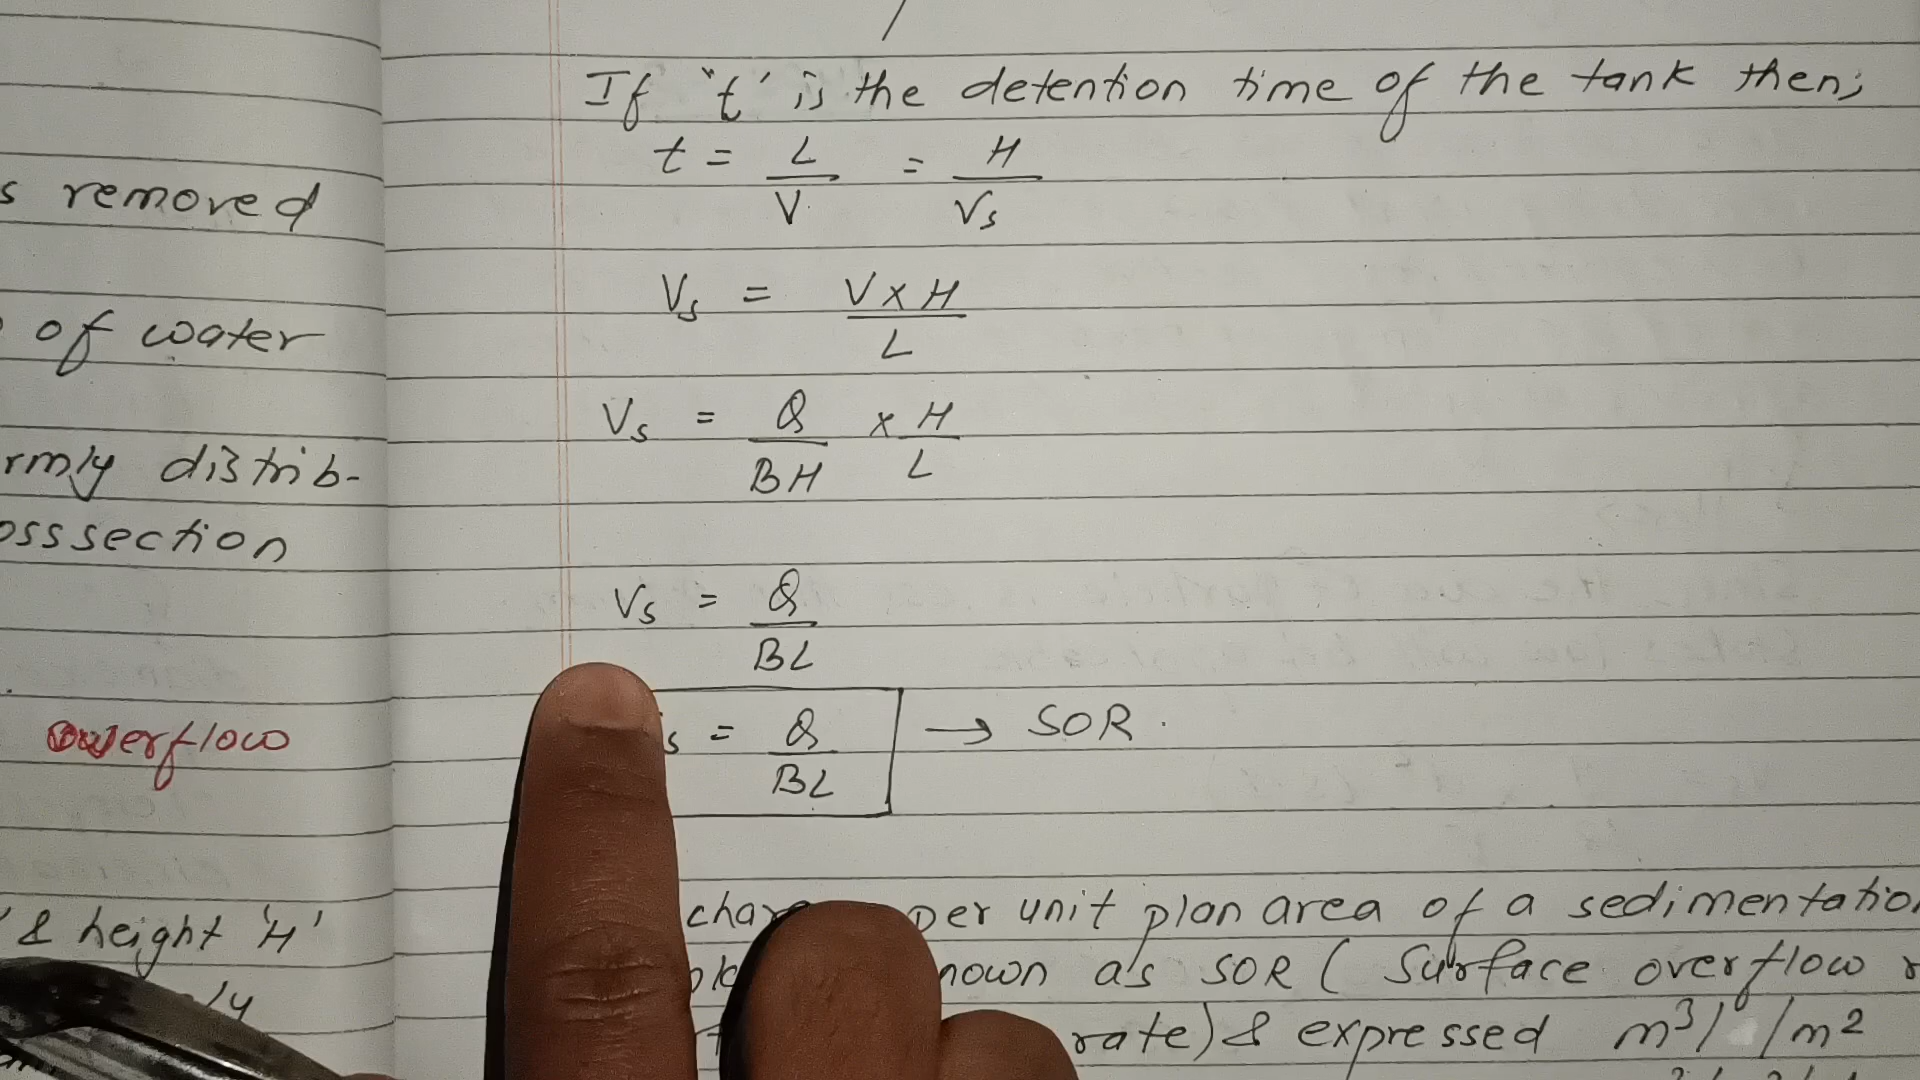 s removed
of water
rmly distrib-
osssection
overflow
' & height 'H'
ly
If "t' is the detention time of the tank then;
t = L/V = H/Vs
Vs = V×H/L
Vs = Q/BH × H/L
Vs = Q/BL
s = Q/BL → SOR.
per unit plan area of a sedimentation
nown as SOR ( Surface overflow r
rate) & expressed m³/ /m²